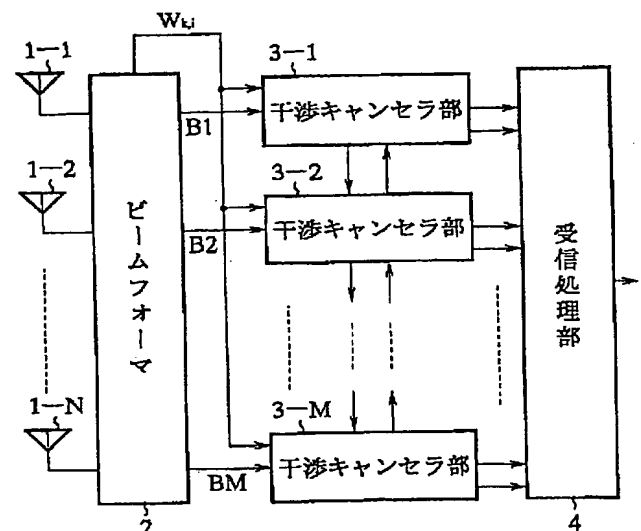 Wk,i
1—1
1—2
1—N
ビームフォーマ
2
B1
B2
BM
3—1
干渉キャンセラ部
3—2
干渉キャンセラ部
3—M
干渉キャンセラ部
受信処理部
4